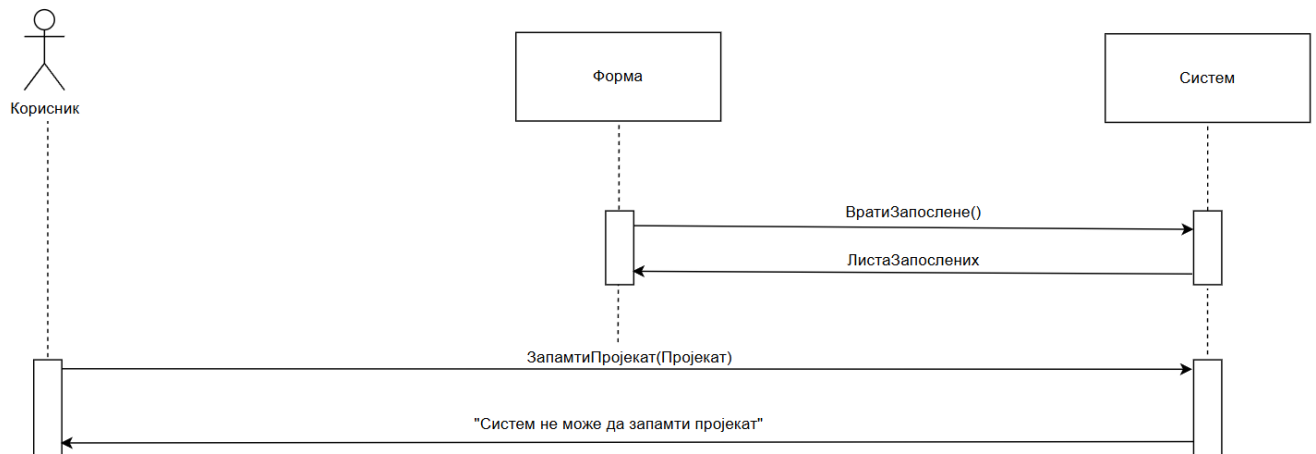 Форма
Систем
Корисник
ВратиЗапослене()
ЛистаЗапослених
ЗапамтиПројекат(Пројекат)
"Систем не може да запамти пројекат"